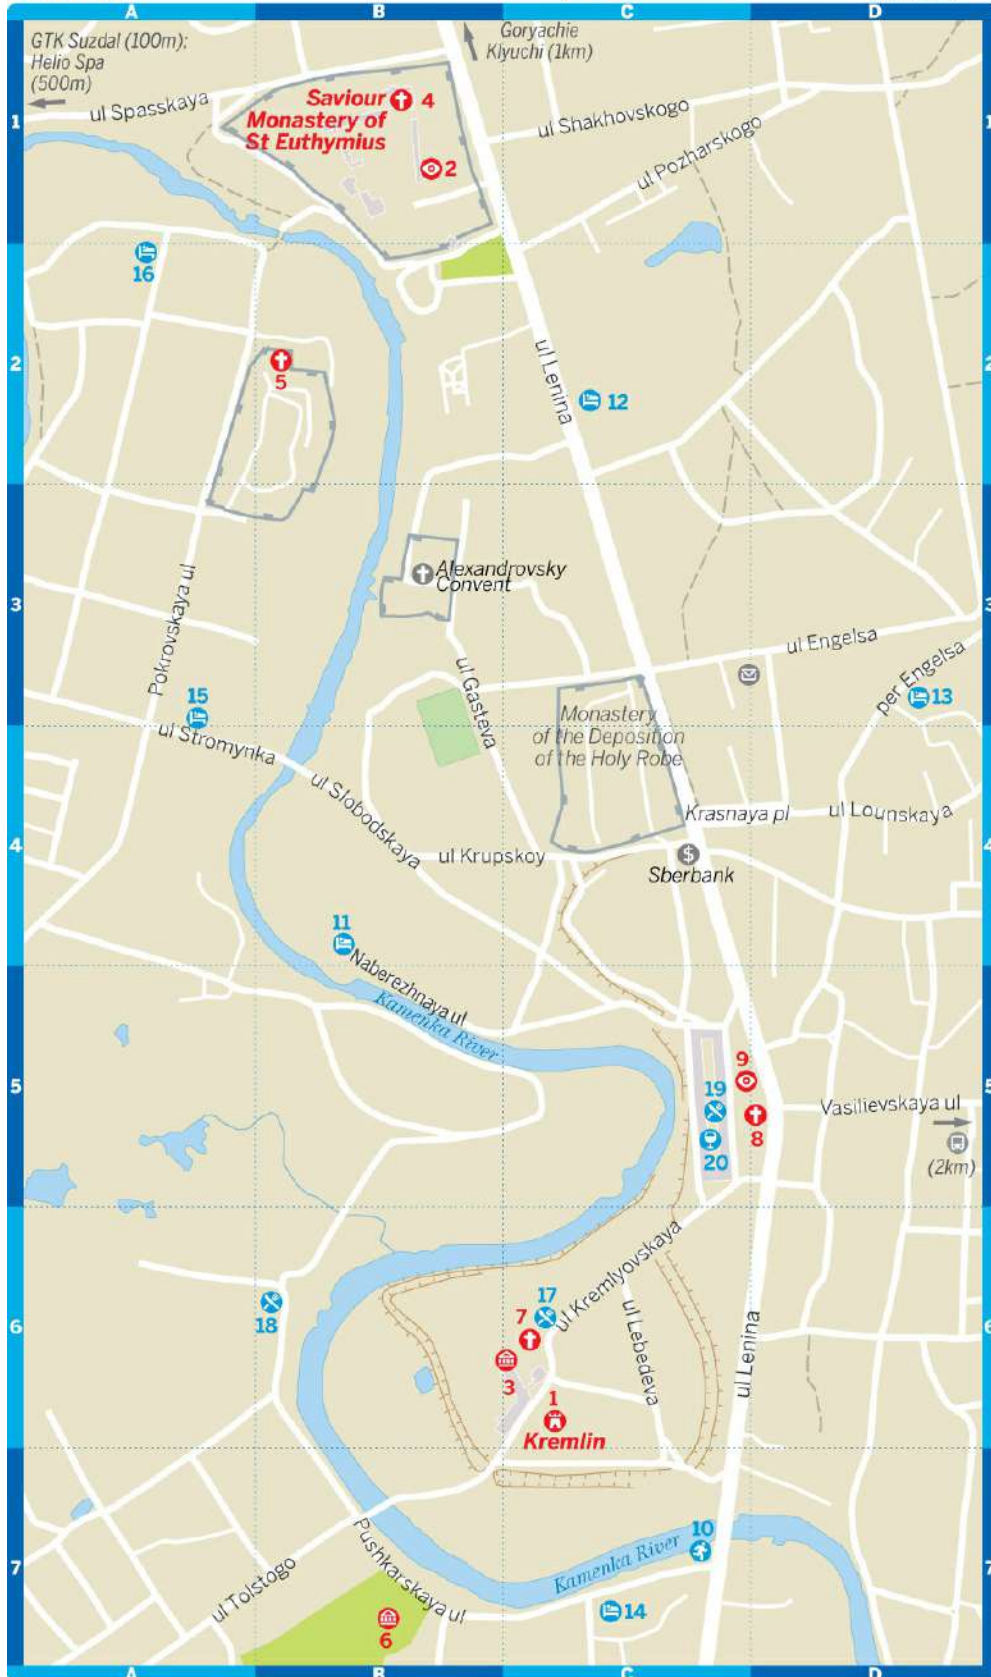 A
B
C
D
GTK Suzdal (100m);
Helio Spa
(500m)
Goryachie
Klyuchi (1km)
1
ul Spasskaya
Saviour
Monastery of
St Euthymius
4
2
ul Shakhovskogo
ul Pozharskogo
1
16
2
5
ul Lenina
12
2
3
Alexandrovsky
Convent
Pokrovskaya ul
ul Gasteva
ul Engelsa
per Engelsa
3
15
13
ul Stromynka
Monastery
of the Deposition
of the Holy Robe
ul Slobodskaya
Krasnaya pl
ul Lounskaya
4
ul Krupskoy
Sberbank
4
11
Naberezhnaya ul
Kamenka River
5
9
19
8
20
Vasilievskaya ul
(2km)
5
ul Kremlyovskaya
6
18
17
7
3
1
Kremlin
ul Lebedeva
ul Lenina
6
7
10
Kamenka River
Pushkarskaya ul
ul Tolstogo
14
6
7
A
B
C
D